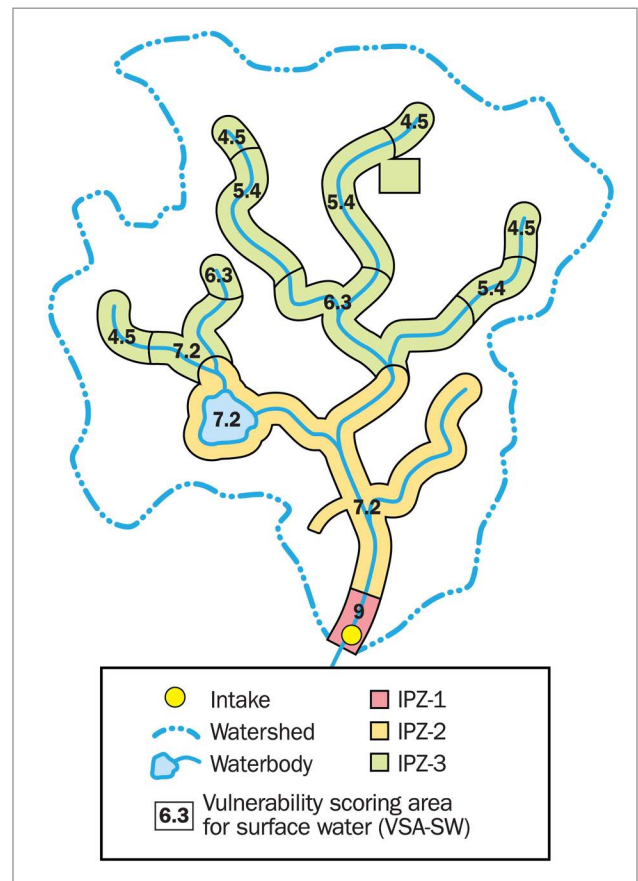 4.5
4.5
5.4
5.4
4.5
6.3
5.4
6.3
4.5
7.2
7.2
7.2
9
Intake
Watershed
Waterbody
IPZ-1
IPZ-2
IPZ-3
6.3
Vulnerability scoring area
for surface water (VSA-SW)